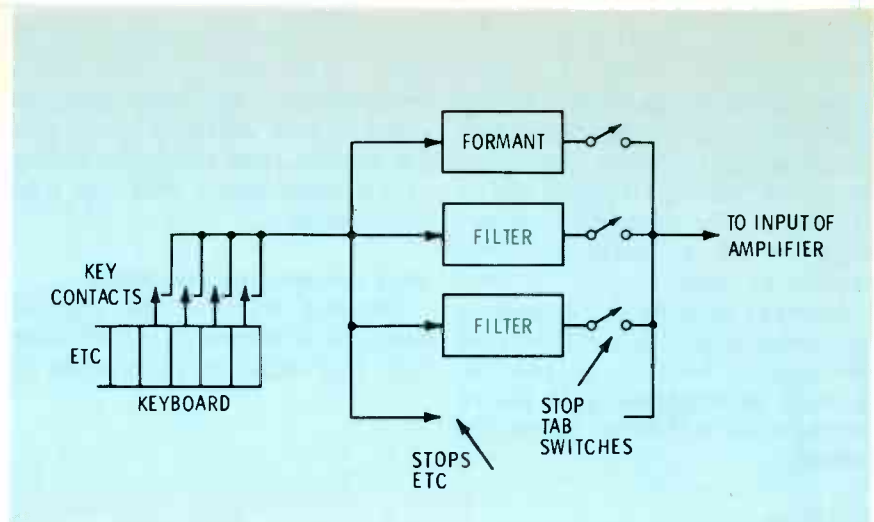 FORMANT
FILTER
FILTER
TO INPUT OF
AMPLIFIER
KEY
CONTACTS
ETC
KEYBOARD
STOPS
ETC
STOP
TAB
SWITCHES